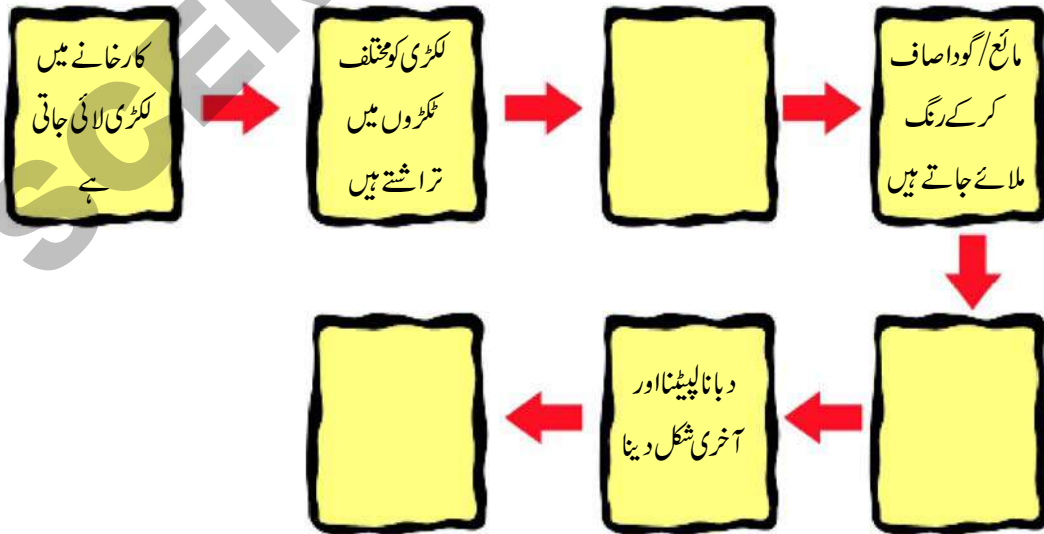 کارخانے میں
لکڑی لائی جاتی
ہے
لکڑی کو مختلف
ٹکڑوں میں
تراشتے ہیں
مائع/گودا صاف
کر کے رنگ
ملائے جاتے ہیں
دبانا لپیٹنا اور
آخری شکل دینا